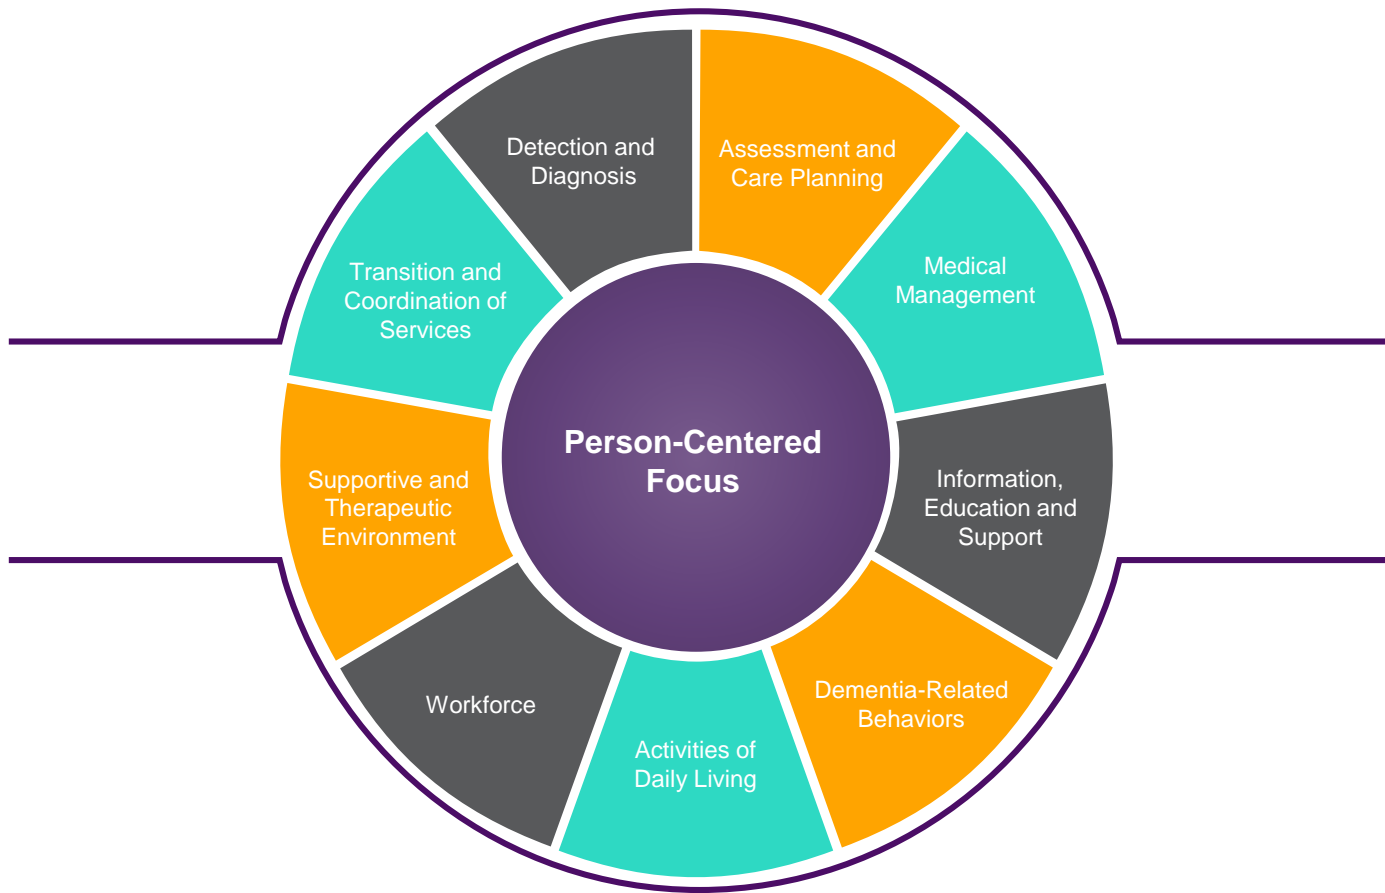 Detection and
Diagnosis
Assessment and
Care Planning
Medical
Management
Information,
Education and
Support
Dementia-Related
Behaviors
Activities of
Daily Living
Workforce
Supportive and
Therapeutic
Environment
Transition and
Coordination of
Services
Person-Centered
Focus